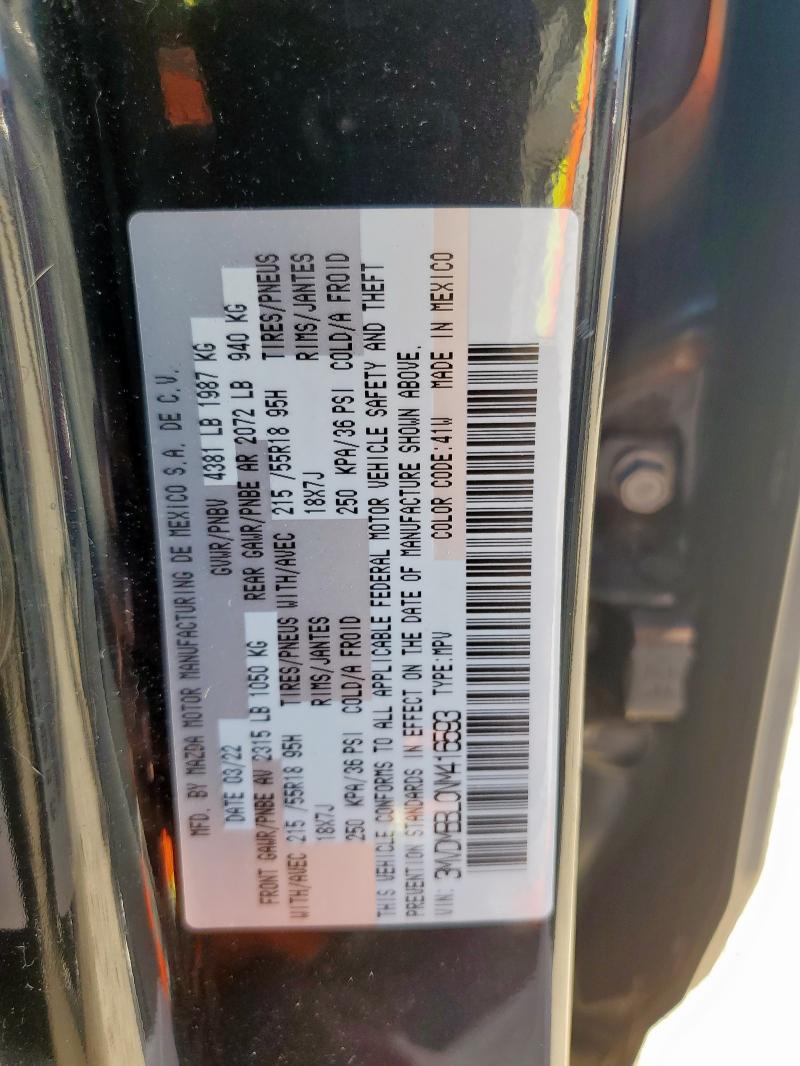 MFD. BY MAZDA MOTOR MANUFACTURING DE MEXICO S.A. DE C.V.
DATE 03/22 GVWR/PNBV 4381 LB 1987 KG
FRONT GAWR/PNBE AV 2315 LB 1050 KG REAR GAWR/PNBE AR 2072 LB 940 KG
WITH/AVEC 215 /55R18 95H TIRES/PNEUS WITH/AVEC 215 /55R18 95H TIRES/PNEUS
18X7J RIMS/JANTES 18X7J RIMS/JANTES
250 KPA/36 PSI COLD/A FROID 250 KPA/36 PSI COLD/A FROID
THIS VEHICLE CONFORMS TO ALL APPLICABLE FEDERAL MOTOR VEHICLE SAFETY AND THEFT
PREVENTION STANDARDS IN EFFECT ON THE DATE OF MANUFACTURE SHOWN ABOVE.
VIN: 3MVDMBBL0NM416593 TYPE:MPV COLOR CODE:41W MADE IN MEXICO